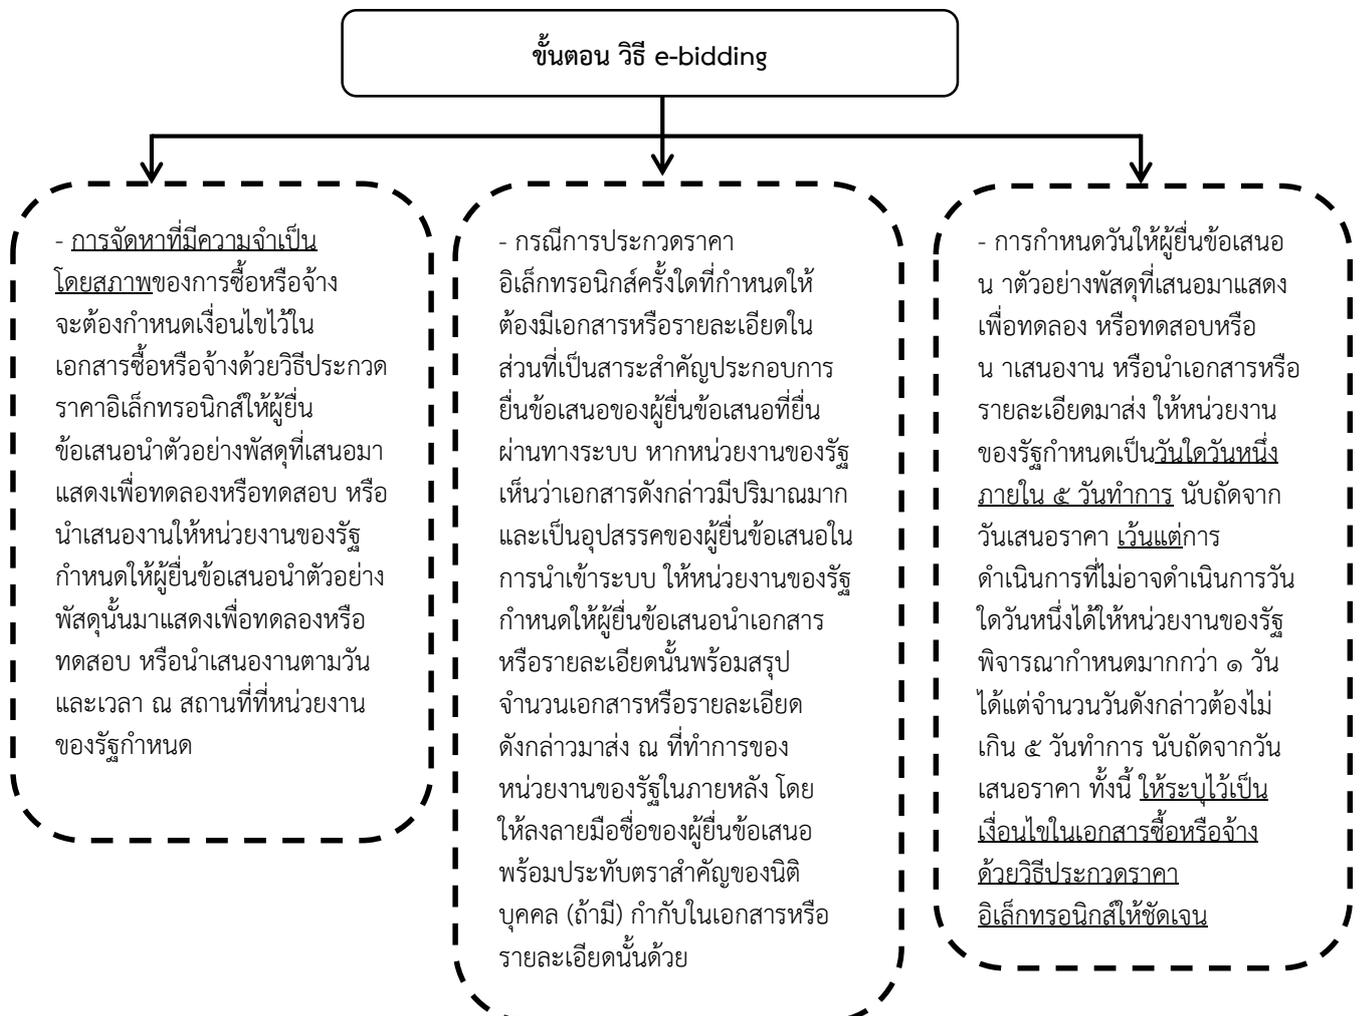 ขั้นตอน วิธี e-bidding
- การจัดหาที่มีความจำเป็น
โดยสภาพของการซื้อหรือจ้าง
จะต้องกำหนดเงื่อนไขไว้ใน
เอกสารซื้อหรือจ้างด้วยวิธีประกวด
ราคาอิเล็กทรอนิกส์ให้ผู้ยื่น
ข้อเสนอนำตัวอย่างพัสดุที่เสนอมา
แสดงเพื่อทดลองหรือทดสอบ หรือ
นำเสนองานให้หน่วยงานของรัฐ
กำหนดให้ผู้ยื่นข้อเสนอนำตัวอย่าง
พัสดุนั้นมาแสดงเพื่อทดลองหรือ
ทดสอบ หรือนำเสนองานตามวัน
และเวลา ณ สถานที่ที่หน่วยงาน
ของรัฐกำหนด
- กรณีการประกวดราคา
อิเล็กทรอนิกส์ครั้งใดที่กำหนดให้
ต้องมีเอกสารหรือรายละเอียดใน
ส่วนที่เป็นสาระสำคัญประกอบการ
ยื่นข้อเสนอของผู้ยื่นข้อเสนอที่ยื่น
ผ่านทางระบบ หากหน่วยงานของรัฐ
เห็นว่าเอกสารดังกล่าวมีปริมาณมาก
และเป็นอุปสรรคของผู้ยื่นข้อเสนอใน
การนำเข้าระบบ ให้หน่วยงานของรัฐ
กำหนดให้ผู้ยื่นข้อเสนอนำเอกสาร
หรือรายละเอียดนั้นพร้อมสรุป
จำนวนเอกสารหรือรายละเอียด
ดังกล่าวมาส่ง ณ ที่ทำการของ
หน่วยงานของรัฐในภายหลัง โดย
ให้ลงลายมือชื่อของผู้ยื่นข้อเสนอ
พร้อมประทับตราสำคัญของนิติ
บุคคล (ถ้ามี) กำกับในเอกสารหรือ
รายละเอียดนั้นด้วย
- การกำหนดวันให้ผู้ยื่นข้อเสนอ
น าตัวอย่างพัสดุที่เสนอมาแสดง
เพื่อทดลอง หรือทดสอบหรือ
น าเสนองาน หรือนำเอกสารหรือ
รายละเอียดมาส่ง ให้หน่วยงาน
ของรัฐกำหนดเป็นวันใดวันหนึ่ง
ภายใน ๕ วันทำการ นับถัดจาก
วันเสนอราคา เว้นแต่การ
ดำเนินการที่ไม่อาจดำเนินการวัน
ใดวันหนึ่งได้ให้หน่วยงานของรัฐ
พิจารณากำหนดมากกว่า ๑ วัน
ได้แต่จำนวนวันดังกล่าวต้องไม่
เกิน ๕ วันทำการ นับถัดจากวัน
เสนอราคา ทั้งนี้ ให้ระบุไว้เป็น
เงื่อนไขในเอกสารซื้อหรือจ้าง
ด้วยวิธีประกวดราคา
อิเล็กทรอนิกส์ให้ชัดเจน